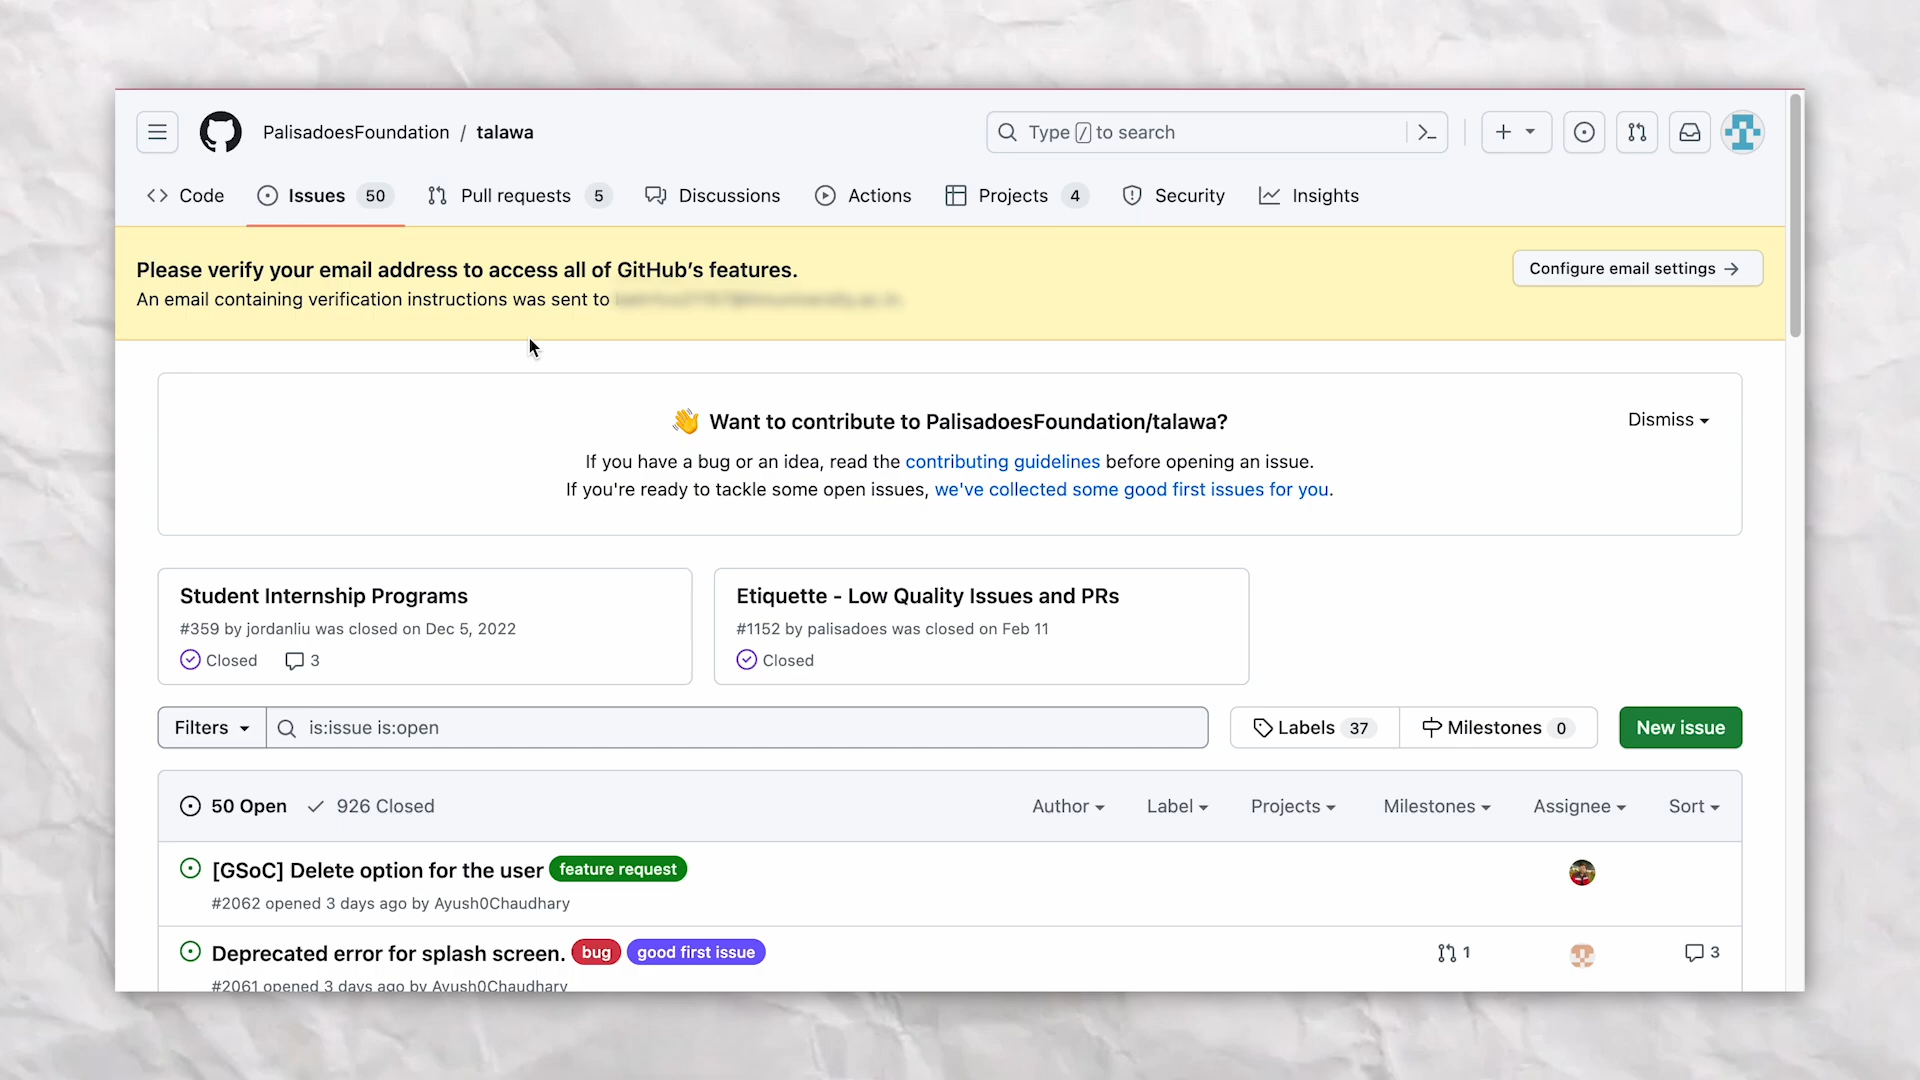 PalisadoesFoundation / talawa
Type / to search
Code
Issues 50
Pull requests 5
Discussions
Actions
Projects 4
Security
Insights
Please verify your email address to access all of GitHub's features.
An email containing verification instructions was sent to
Configure email settings →
👋 Want to contribute to PalisadoesFoundation/talawa?
Dismiss
If you have a bug or an idea, read the contributing guidelines before opening an issue.
If you're ready to tackle some open issues, we've collected some good first issues for you.
Student Internship Programs
#359 by jordanliu was closed on Dec 5, 2022
Closed 3
Etiquette - Low Quality Issues and PRs
#1152 by palisadoes was closed on Feb 11
Closed
Filters
is:issue is:open
Labels 37
Milestones 0
New issue
50 Open
926 Closed
Author
Label
Projects
Milestones
Assignee
Sort
[GSoC] Delete option for the user feature request
#2062 opened 3 days ago by Ayush0Chaudhary
Deprecated error for splash screen. bug good first issue
1
3
#2061 opened 3 days ago by Ayush0Chaudhary